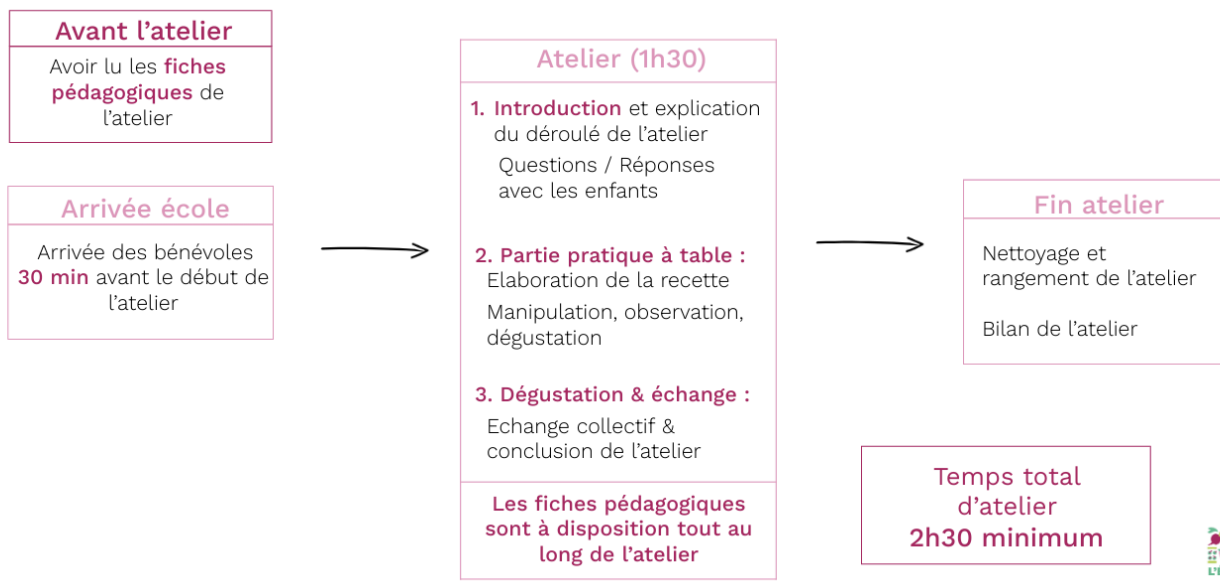 Avant l’atelier
Avoir lu les fiches
pédagogiques de
l’atelier
Arrivée école
Arrivée des bénévoles
30 min avant le début de
l’atelier
Atelier (1h30)
1. Introduction et explication
du déroulé de l’atelier
Questions / Réponses
avec les enfants
2. Partie pratique à table :
Elaboration de la recette
Manipulation, observation,
dégustation
3. Dégustation & échange :
Echange collectif &
conclusion de l’atelier
Les fiches pédagogiques
sont à disposition tout au
long de l’atelier
Fin atelier
Nettoyage et
rangement de l’atelier
Bilan de l’atelier
Temps total
d’atelier
2h30 minimum